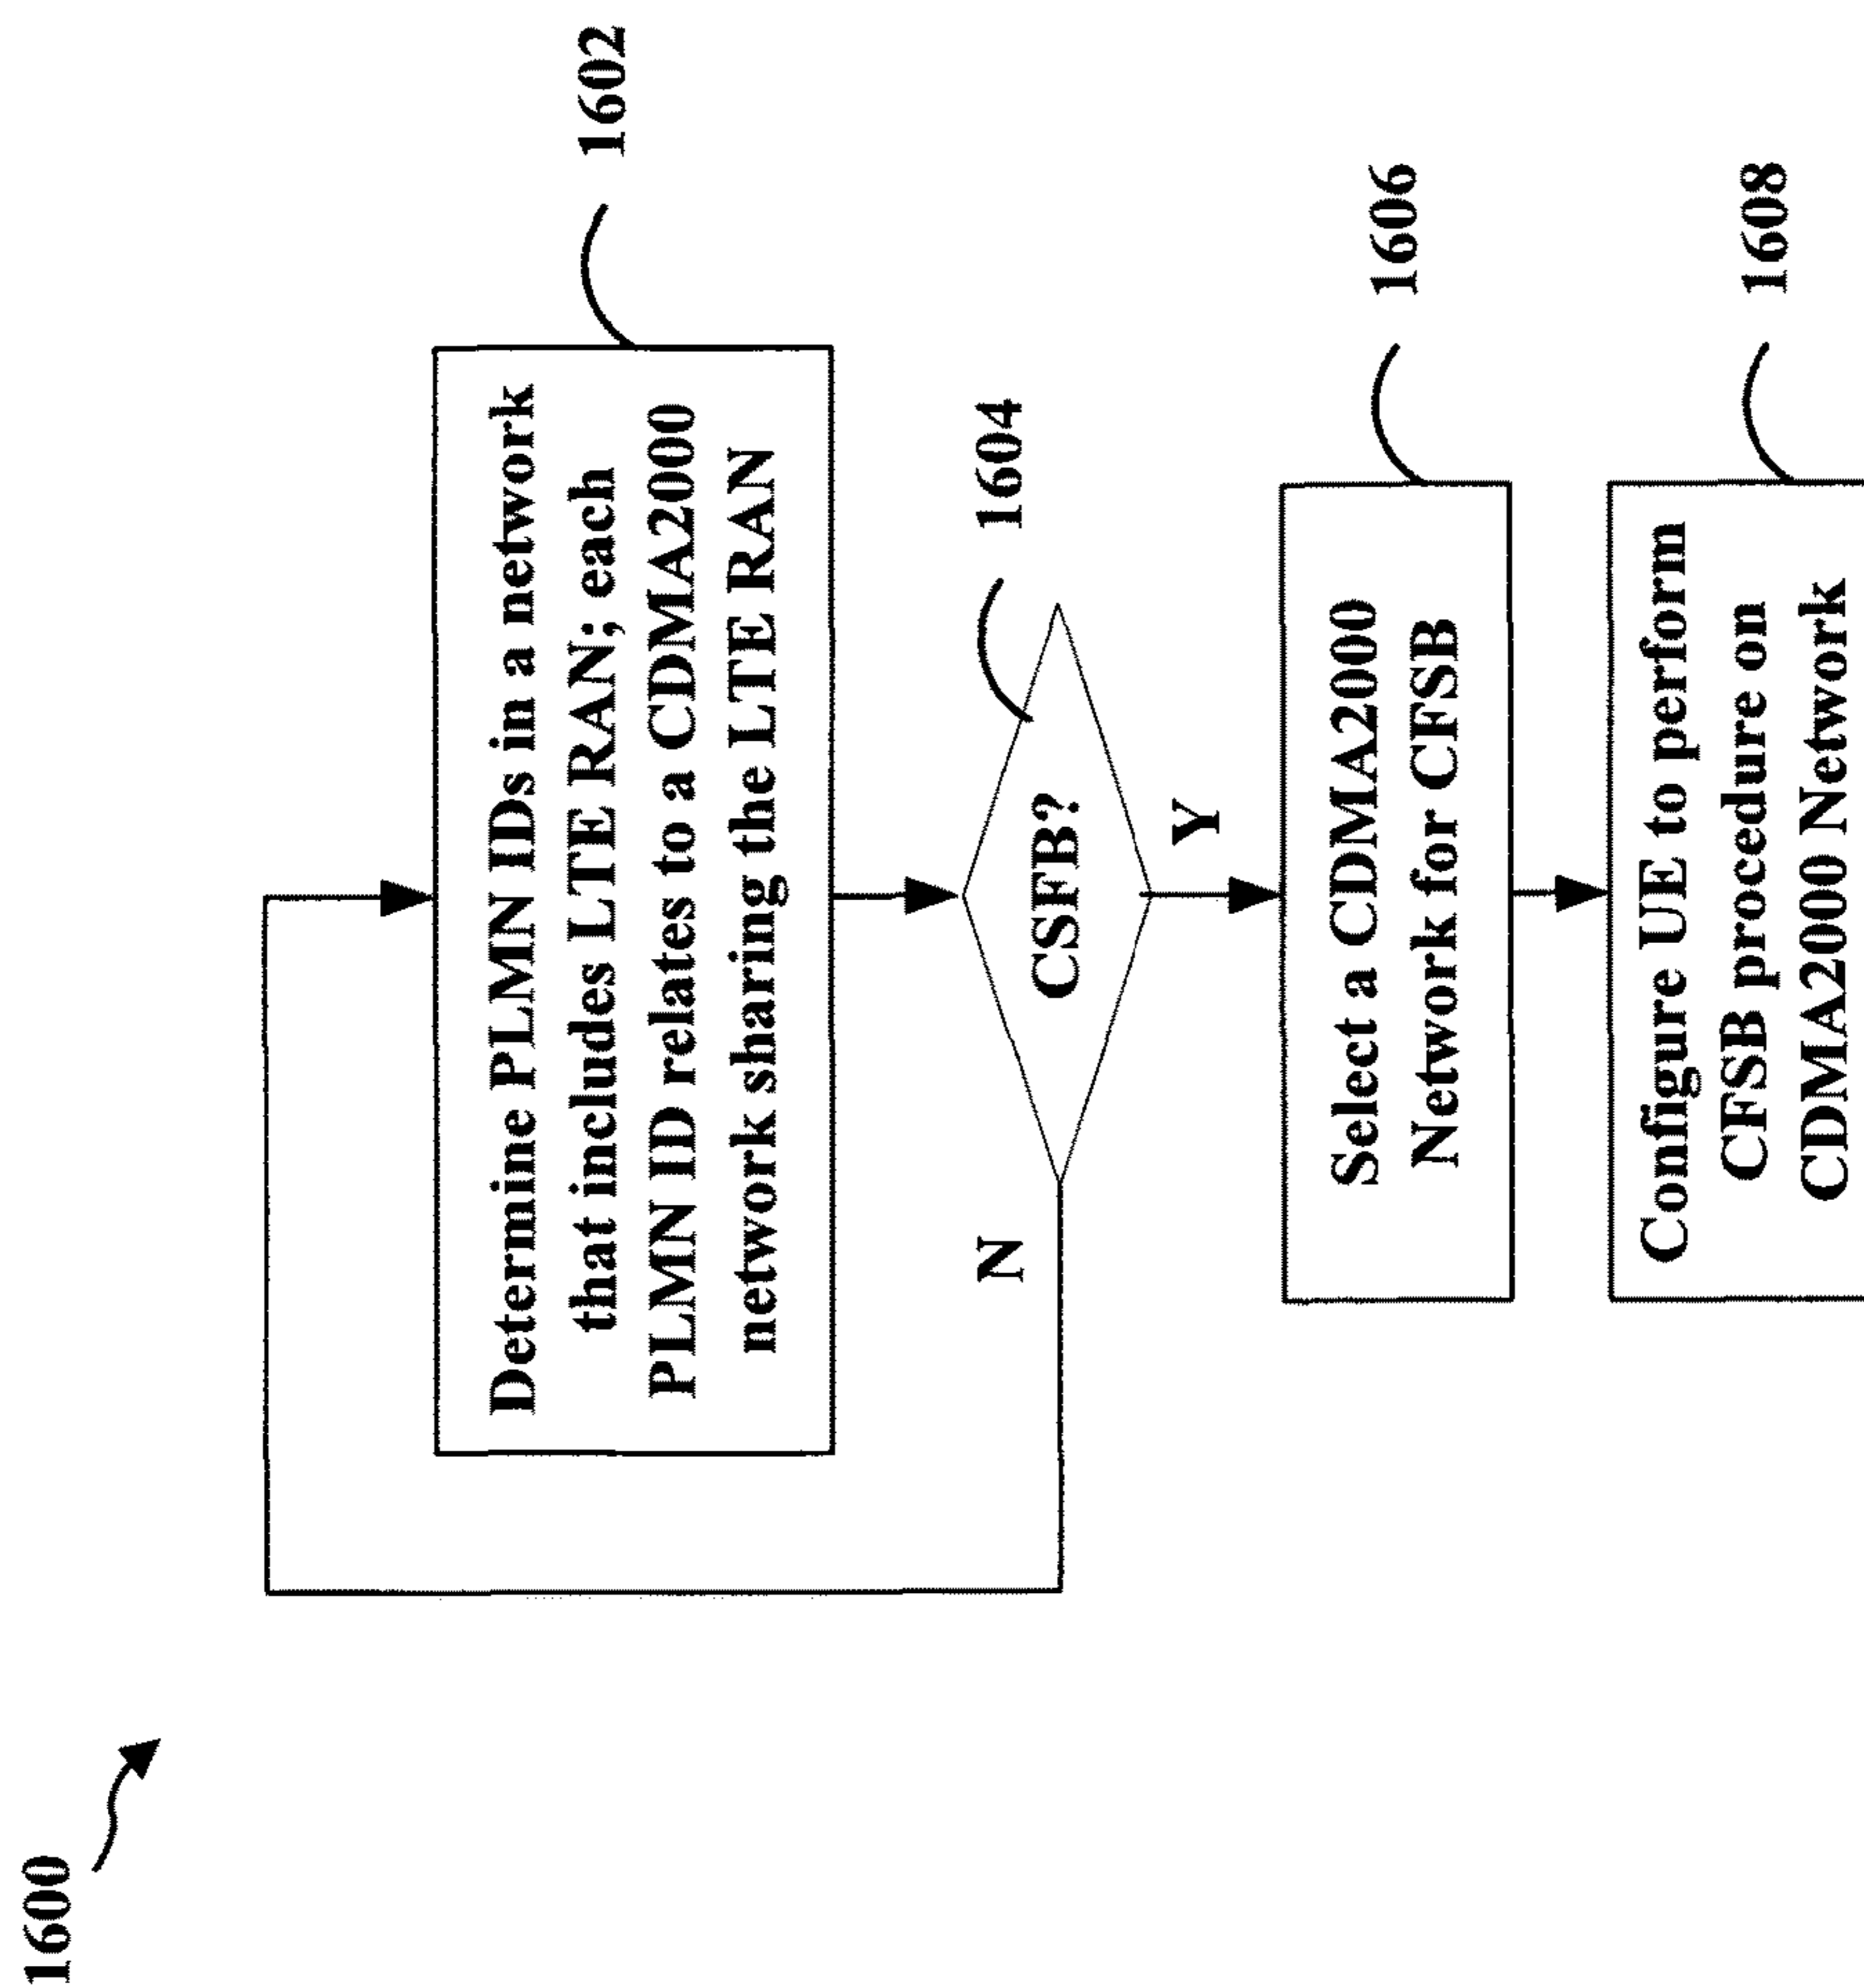 1600
Determine PLMN IDs in a network
that includes LTE RAN; each
PLMN ID relates to a CDMA2000
network sharing the LTE RAN
1602
CSFB?
1604
N
Y
Select a CDMA2000
Network for CFSB
1606
Configure UE to perform
CFSB procedure on
CDMA2000 Network
1608